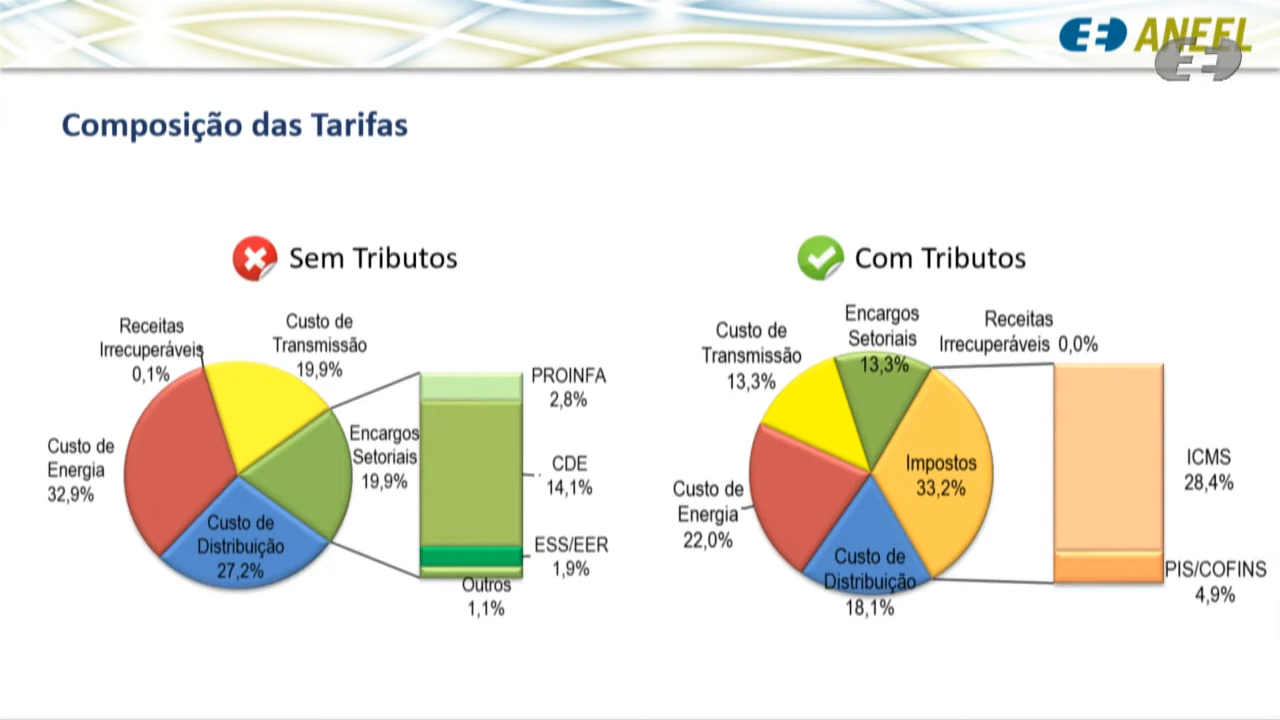 ANEEL
Composição das Tarifas
Sem Tributos
Receitas
Irrecuperáveis
0,1%
Custo de
Transmissão
19,9%
Custo de
Energia
32,9%
Encargos
Setoriais
19,9%
Custo de
Distribuição
27,2%
PROINFA
2,8%
CDE
14,1%
ESS/EER
1,9%
Outros
1,1%
Com Tributos
Custo de
Transmissão
13,3%
Encargos
Setoriais
13,3%
Receitas
Irrecuperáveis 0,0%
Impostos
33,2%
Custo de
Energia
22,0%
Custo de
Distribuição
18,1%
ICMS
28,4%
PIS/COFINS
4,9%